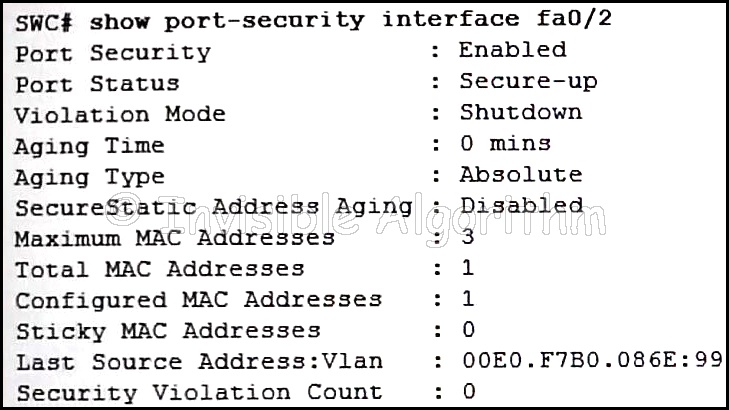 SWC# show port-security interface fa0/2
Port Security : Enabled
Port Status : Secure-up
Violation Mode : Shutdown
Aging Time : 0 mins
Aging Type : Absolute
SecureStatic Address Aging : Disabled
© Invisible Algorithm
Maximum MAC Addresses : 3
Total MAC Addresses : 1
Configured MAC Addresses : 1
Sticky MAC Addresses : 0
Last Source Address:Vlan : 00E0.F7B0.086E:99
Security Violation Count : 0